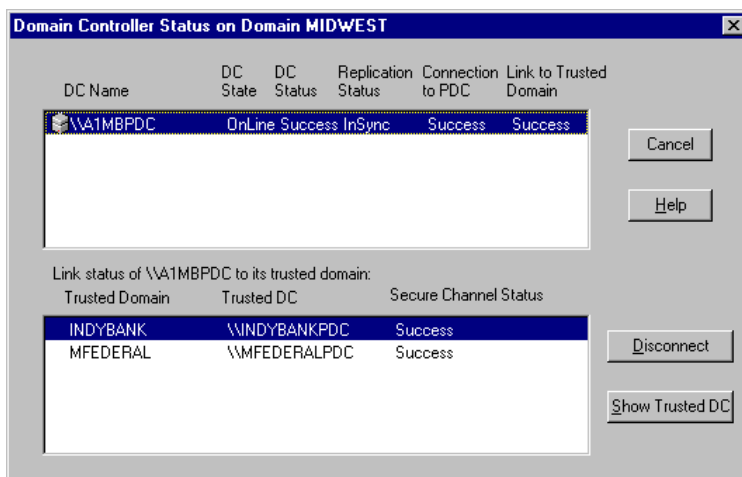 Domain Controller Status on Domain MIDWEST
DC Replication Connection Link to Trusted
DC Name State Status Status to PDC Domain
\\A1MBPDC OnLine Success InSync Success Success
Cancel
Help
Link status of \\A1MBPDC to its trusted domain:
Trusted Domain Trusted DC Secure Channel Status
INDYBANK \\INDYBANKPDC Success
MFEDERAL \\MFEDERALPDC Success
Disconnect
Show Trusted DC